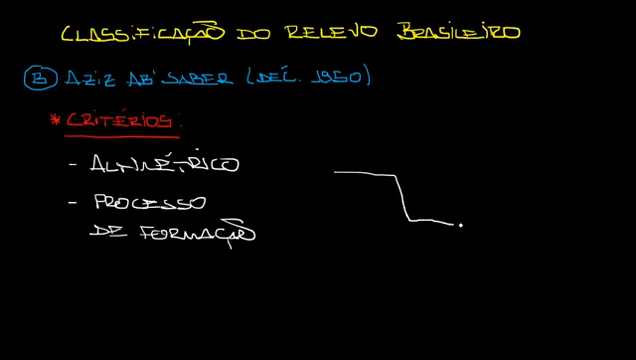 CLASSIFICAÇÃO DO RELEVO BRASILEIRO
B AZIZ AB'SABER (DÉC. 1950)
* CRITÉRIOS:
- ALTIMÉTRICO
- PROCESSO
DE FORMAÇÃO